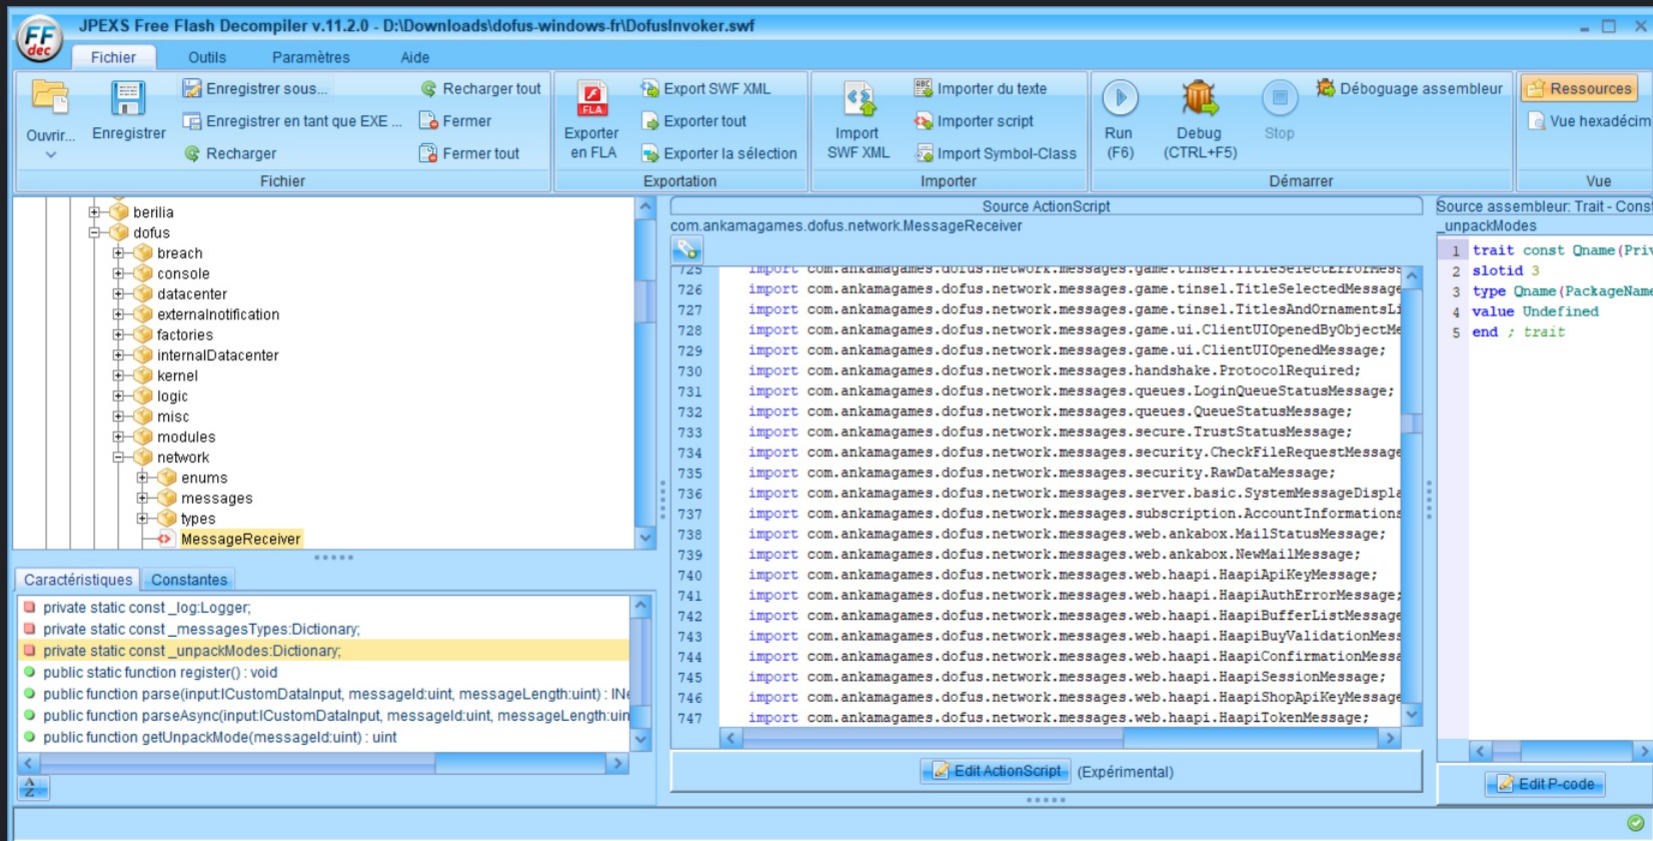 FF dec
JPEXS Free Flash Decompiler v.11.2.0 - D:\Downloads\dofus-windows-fr\DofusInvoker.swf
Fichier Outils Paramètres Aide
Ouvrir...
Enregistrer
Enregistrer sous...
Enregistrer en tant que EXE ...
Recharger
Recharger tout
Fermer
Fermer tout
Fichier
FLA
Exporter
en FLA
Export SWF XML
Exporter tout
Exporter la sélection
Exportation
Import
SWF XML
ABC
Importer du texte
Importer script
Import Symbol-Class
Importer
Run
(F6)
Debug
(CTRL+F5)
Stop
Déboguage assembleur
Démarrer
Ressources
Vue hexadécim
Vue
berilia
dofus
breach
console
datacenter
externalnotification
factories
internalDatacenter
kernel
logic
misc
modules
network
enums
messages
types
MessageReceiver
Caractéristiques Constantes
private static const _log:Logger;
private static const _messagesTypes:Dictionary;
private static const _unpackModes:Dictionary;
public static function register() : void
public function parse(input:ICustomDataInput, messageId:uint, messageLength:uint) : INe
public function parseAsync(input:ICustomDataInput, messageId:uint, messageLength:uin
public function getUnpackMode(messageId:uint) : uint
A
Z
Source ActionScript
com.ankamagames.dofus.network.MessageReceiver
725 import com.ankamagames.dofus.network.messages.game.tinsel.TitleSelectErrorMess
726 import com.ankamagames.dofus.network.messages.game.tinsel.TitleSelectedMessage
727 import com.ankamagames.dofus.network.messages.game.tinsel.TitlesAndOrnamentsLi
728 import com.ankamagames.dofus.network.messages.game.ui.ClientUIOpenedByObjectMe
729 import com.ankamagames.dofus.network.messages.game.ui.ClientUIOpenedMessage;
730 import com.ankamagames.dofus.network.messages.handshake.ProtocolRequired;
731 import com.ankamagames.dofus.network.messages.queues.LoginQueueStatusMessage;
732 import com.ankamagames.dofus.network.messages.queues.QueueStatusMessage;
733 import com.ankamagames.dofus.network.messages.secure.TrustStatusMessage;
734 import com.ankamagames.dofus.network.messages.security.CheckFileRequestMessage
735 import com.ankamagames.dofus.network.messages.security.RawDataMessage;
736 import com.ankamagames.dofus.network.messages.server.basic.SystemMessageDispla
737 import com.ankamagames.dofus.network.messages.subscription.AccountInformations
738 import com.ankamagames.dofus.network.messages.web.ankabox.MailStatusMessage;
739 import com.ankamagames.dofus.network.messages.web.ankabox.NewMailMessage;
740 import com.ankamagames.dofus.network.messages.web.haapi.HaapiApiKeyMessage;
741 import com.ankamagames.dofus.network.messages.web.haapi.HaapiAuthErrorMessage;
742 import com.ankamagames.dofus.network.messages.web.haapi.HaapiBufferListMessage
743 import com.ankamagames.dofus.network.messages.web.haapi.HaapiBuyValidationMess
744 import com.ankamagames.dofus.network.messages.web.haapi.HaapiConfirmationMessa
745 import com.ankamagames.dofus.network.messages.web.haapi.HaapiSessionMessage;
746 import com.ankamagames.dofus.network.messages.web.haapi.HaapiShopApiKeyMessage
747 import com.ankamagames.dofus.network.messages.web.haapi.HaapiTokenMessage;
Edit ActionScript (Expérimental)
Source assembleur: Trait - Const
_unpackModes
1 trait const Qname(Priv
2 slotid 3
3 type Qname(PackageName
4 value Undefined
5 end ; trait
Edit P-code